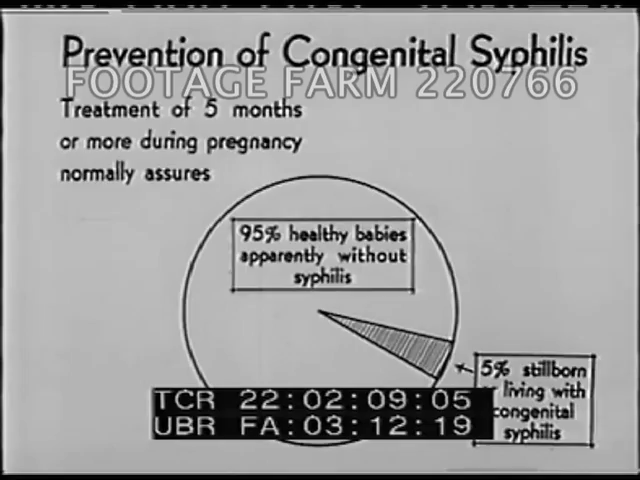 Prevention of Congenital Syphilis
FOOTAGE FARM 220766
Treatment of 5 months
or more during pregnancy
normally assures
95% healthy babies
apparently without
syphilis
5% stillborn
living with
congenital
syphilis
TCR 22:02:09:05
UBR FA:03:12:19